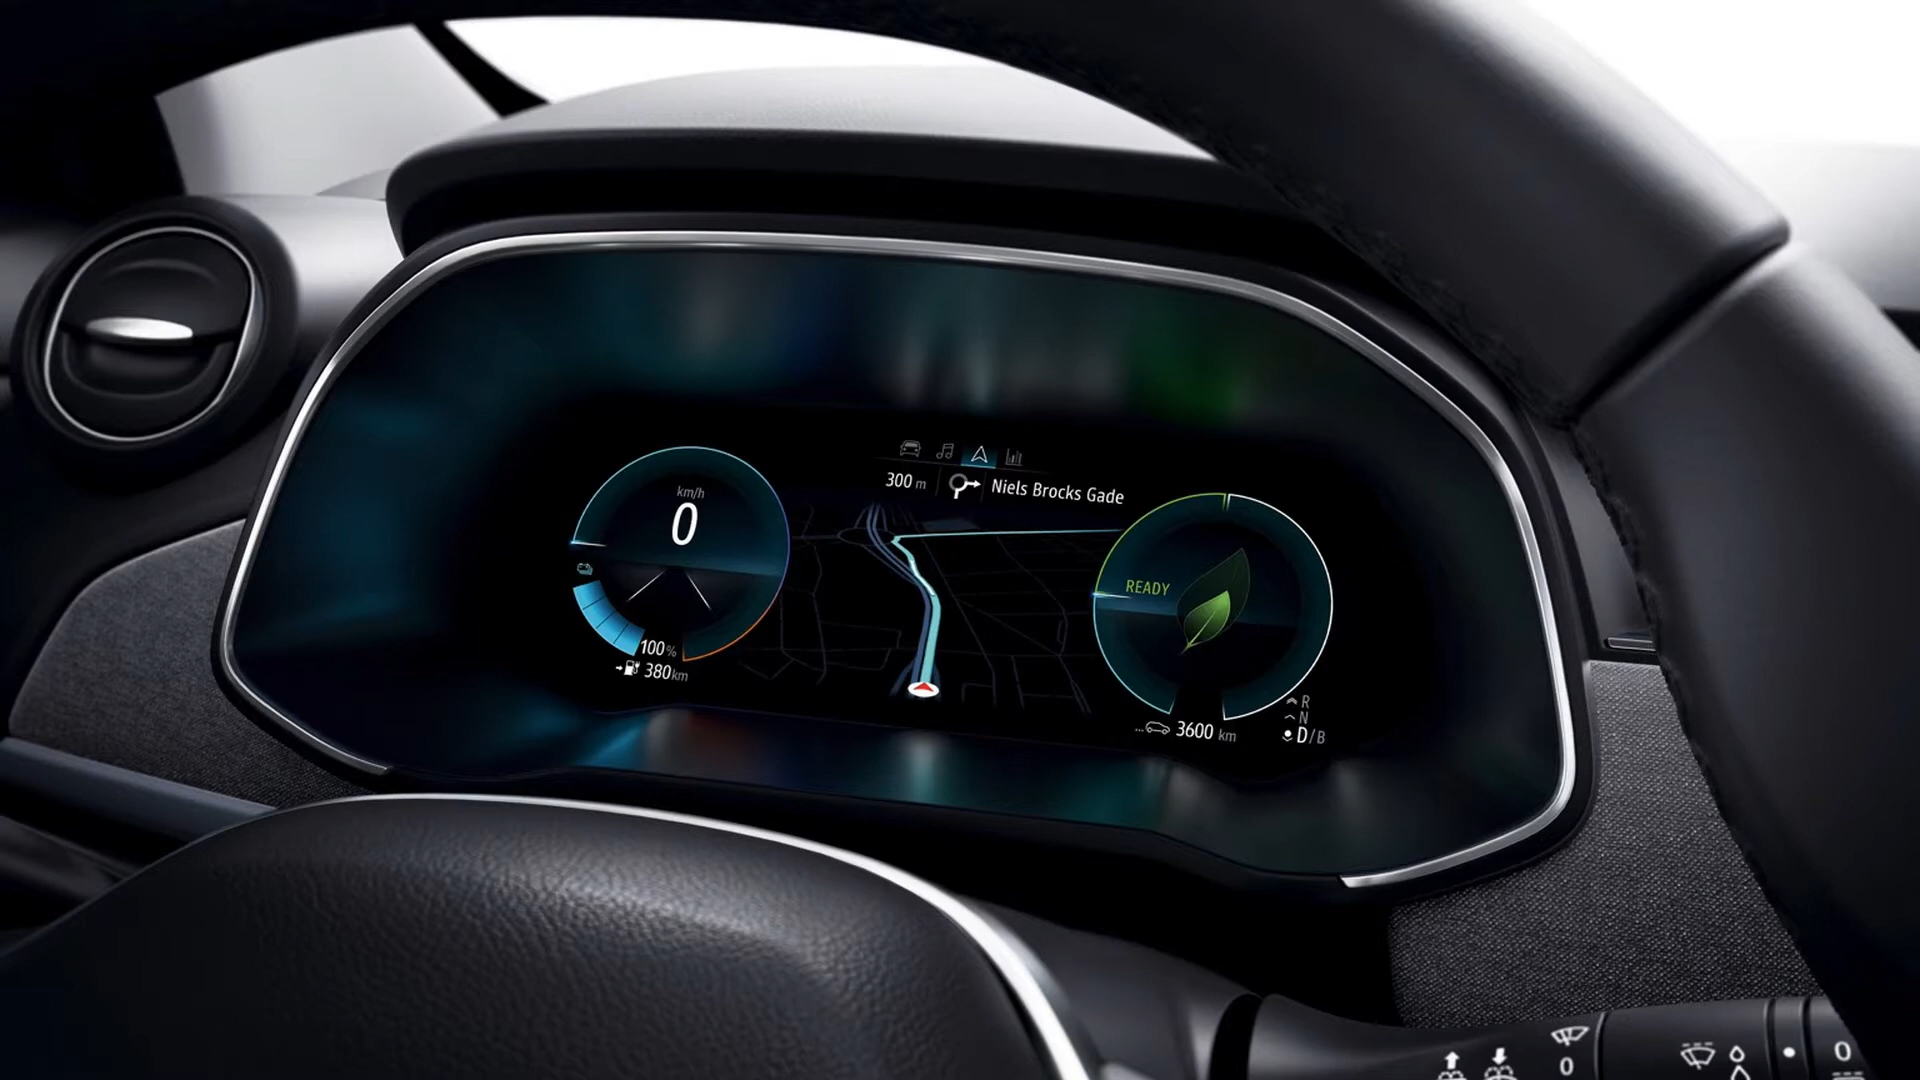 300 m
Niels Brocks Gade
km/h
0
READY
100%
380km
...
3600 km
R
N
D/B
0
0